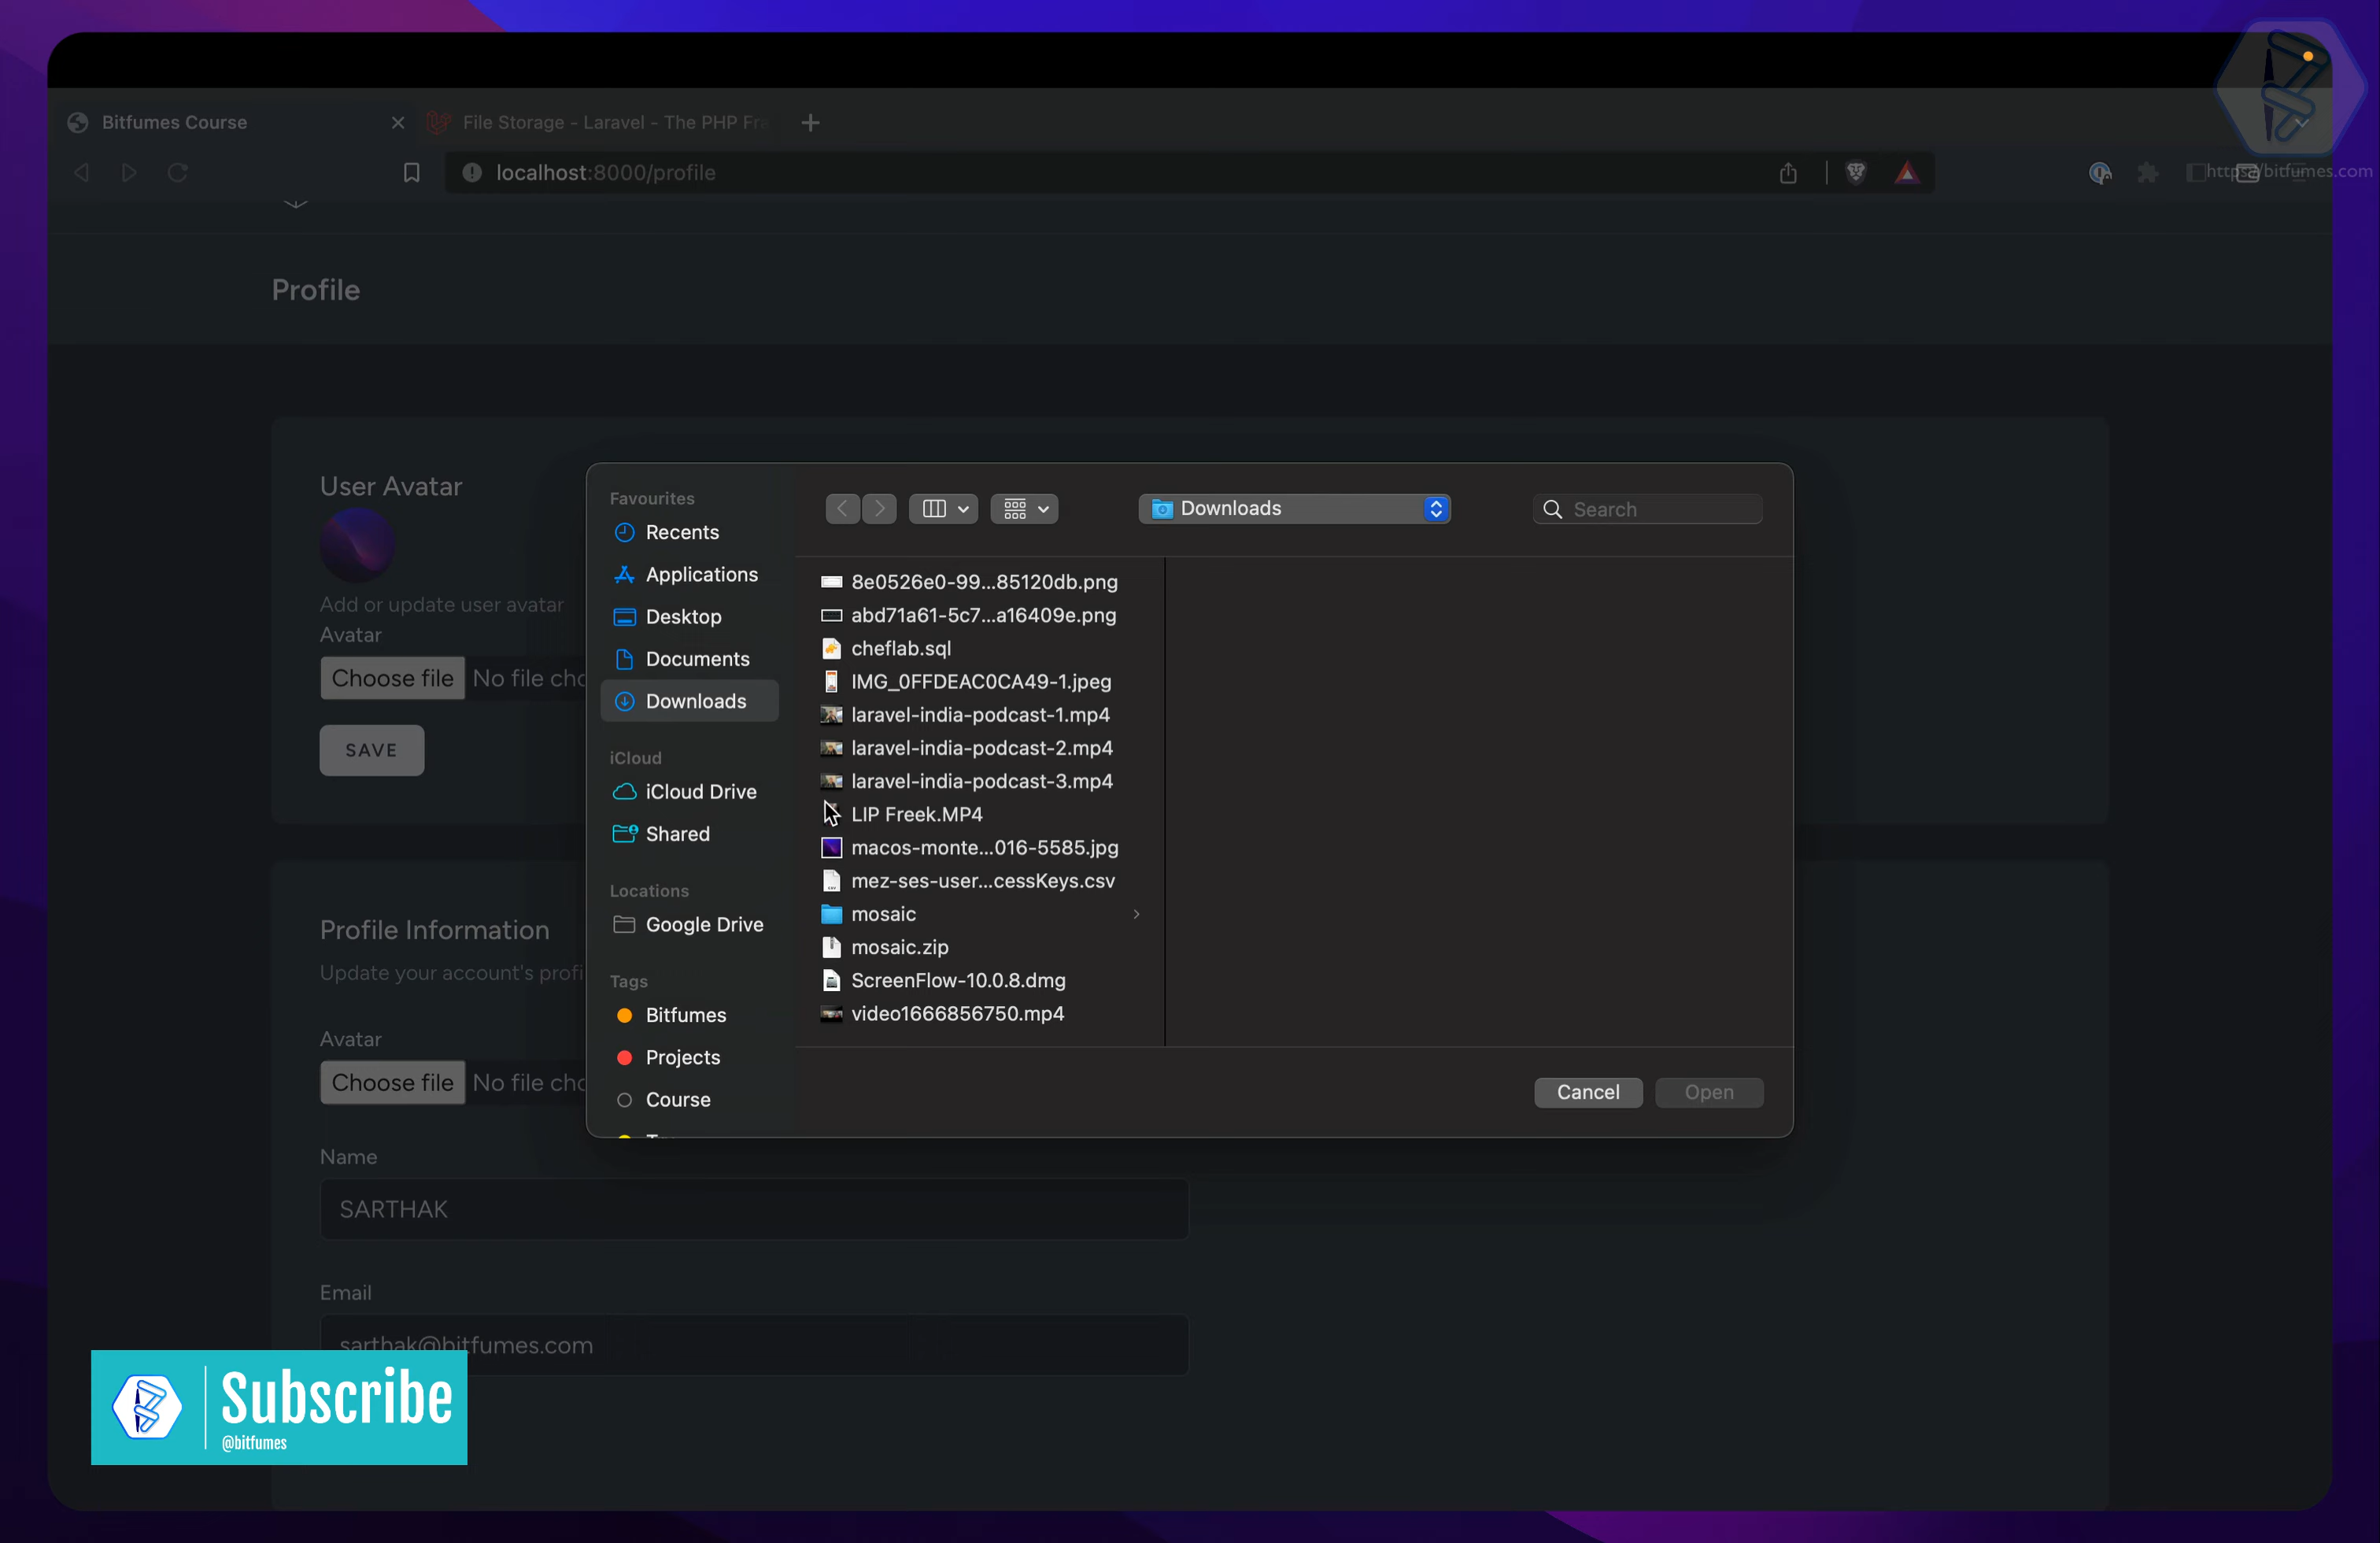 Bitfumes Course
File Storage - Laravel - The PHP Fra
localhost:8000/profile
https://bitfumes.com
Profile
User Avatar
Add or update user avatar
Avatar
Choose file No file cho
SAVE
Profile Information
Update your account's profi
Avatar
Choose file No file cho
Name
SARTHAK
Email
sarthak@bitfumes.com
Favourites
Recents
Applications
Desktop
Documents
Downloads
iCloud
iCloud Drive
Shared
Locations
Google Drive
Tags
Bitfumes
Projects
Course
Downloads
Search
8e0526e0-99...85120db.png
abd71a61-5c7...a16409e.png
cheflab.sql
IMG_0FFDEAC0CA49-1.jpeg
laravel-india-podcast-1.mp4
laravel-india-podcast-2.mp4
laravel-india-podcast-3.mp4
LIP Freek.MP4
macos-monte...016-5585.jpg
mez-ses-user...cessKeys.csv
mosaic
mosaic.zip
ScreenFlow-10.0.8.dmg
video1666856750.mp4
Cancel
Open
Subscribe
@bitfumes